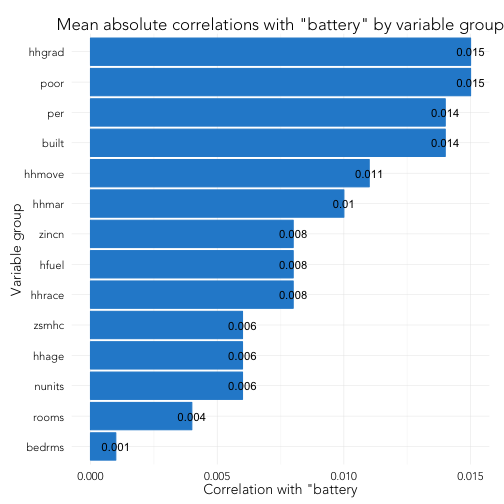 Mean absolute correlations with "battery" by variable group
hhgrad 0.015
poor 0.015
per 0.014
built 0.014
hhmove 0.011
hhmar 0.01
zincn 0.008
hfuel 0.008
hhrace 0.008
zsmhc 0.006
hhage 0.006
nunits 0.006
rooms 0.004
bedrms 0.001
Variable group
0.000 0.005 0.010 0.015
Correlation with "battery